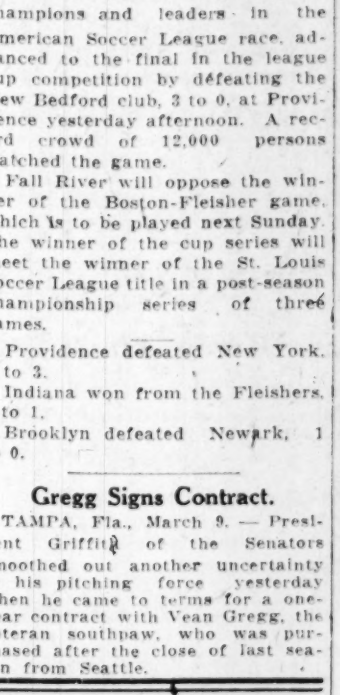 hampions and leaders in the
merican Soccer League race, ad-
anced to the final in the league
up competition by defeating the
ew Bedford club, 3 to 0, at Provi-
ence yesterday afternoon. A rec-
rd crowd of 12,000 persons
atched the game.
Fall River will oppose the win-
er of the Boston-Fleisher game,
hich is to be played next Sunday.
he winner of the cup series will
eet the winner of the St. Louis
occer League title in a post-season
hampionship series of three
ames.
Providence defeated New York,
to 3.
Indiana won from the Fleishers,
to 1.
Brooklyn defeated Newark, 1
0.
Gregg Signs Contract.
TAMPA, Fla., March 9. — Presi-
ent Griffith of the Senators
moothed out another uncertainty
his pitching force yesterday
hen he came to terms for a one-
ear contract with Vean Gregg, the
eteran southpaw, who was pur-
ased after the close of last sea-
n from Seattle.